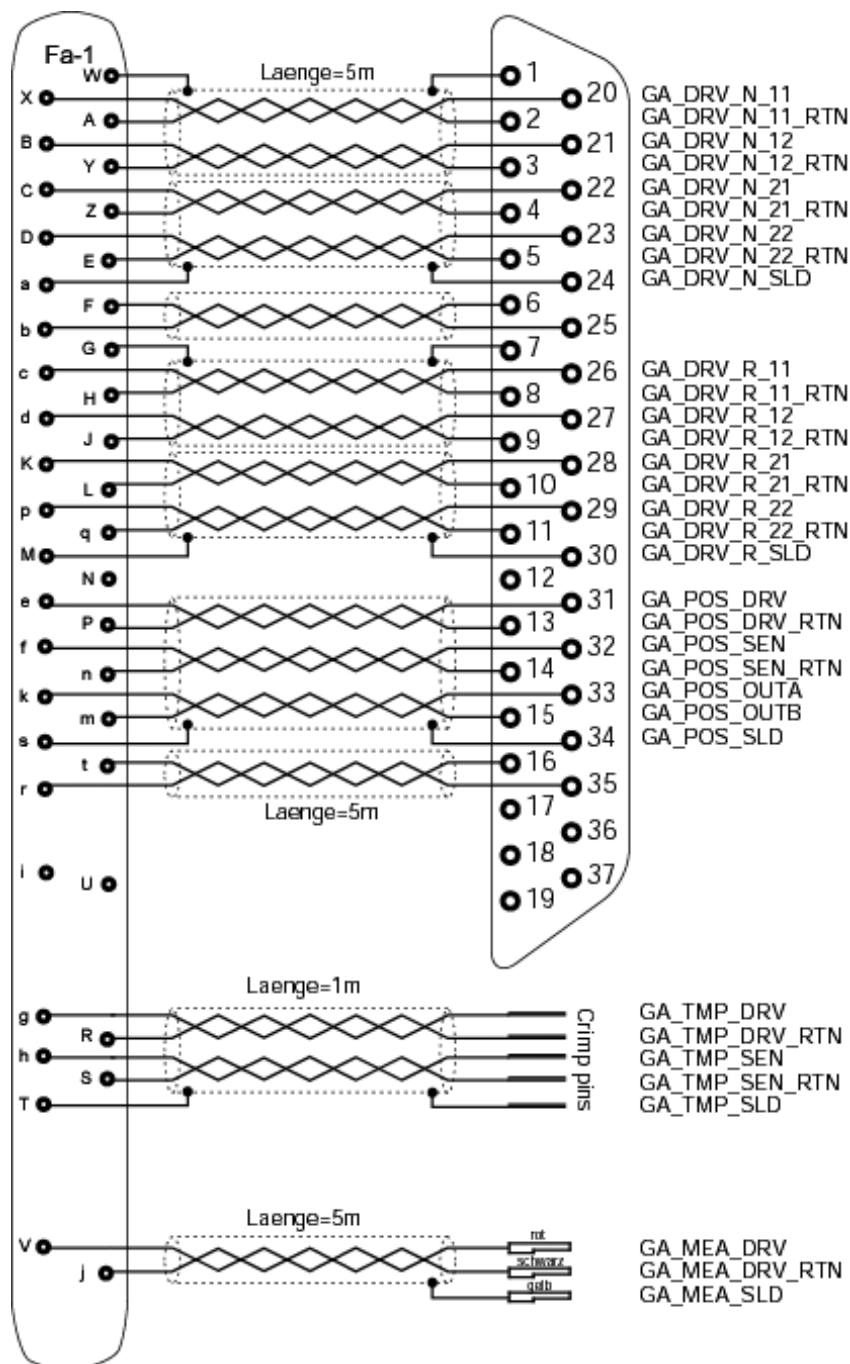 Fa-1
W Laenge=5m 1
X 20 GA_DRV_N_11
A 2 GA_DRV_N_11_RTN
B 21 GA_DRV_N_12
Y 3 GA_DRV_N_12_RTN
C 22 GA_DRV_N_21
Z 4 GA_DRV_N_21_RTN
D 23 GA_DRV_N_22
E 5 GA_DRV_N_22_RTN
a 24 GA_DRV_N_SLD
F 6
b 25
G 7
c 26 GA_DRV_R_11
H 8 GA_DRV_R_11_RTN
d 27 GA_DRV_R_12
J 9 GA_DRV_R_12_RTN
K 28 GA_DRV_R_21
L 10 GA_DRV_R_21_RTN
p 29 GA_DRV_R_22
q 11 GA_DRV_R_22_RTN
M 30 GA_DRV_R_SLD
N 12
e 31 GA_POS_DRV
P 13 GA_POS_DRV_RTN
f 32 GA_POS_SEN
n 14 GA_POS_SEN_RTN
k 33 GA_POS_OUTA
m 15 GA_POS_OUTB
s 34 GA_POS_SLD
t 16
r 35
Laenge=5m
17
36
18
i 37
U
19
Laenge=1m
Crimp pins
g GA_TMP_DRV
R GA_TMP_DRV_RTN
h GA_TMP_SEN
S GA_TMP_SEN_RTN
T GA_TMP_SLD
Laenge=5m
V rot GA_MEA_DRV
j schwarz GA_MEA_DRV_RTN
gelb GA_MEA_SLD